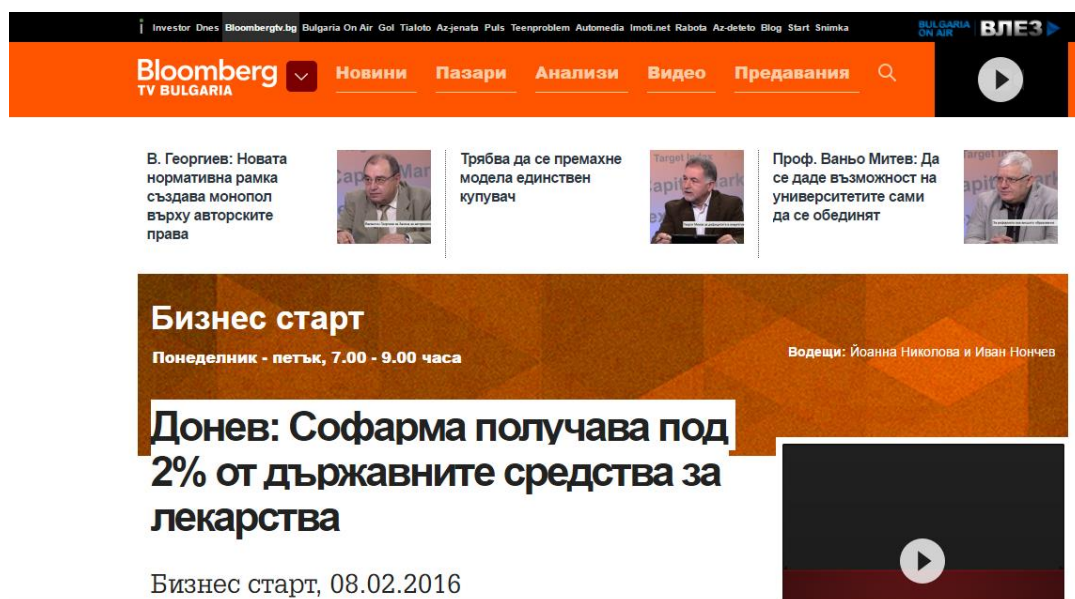 i Investor Dnes Bloombergtv.bg Bulgaria On Air Gol Tialoto Az-jenata Puls Teenproblem Automedia Imoti.net Rabota Az-deteto Blog Start Snimka
BULGARIA ON AIR ВЛЕЗ
Bloomberg
TV BULGARIA
Новини Пазари Анализи Видео Предавания
В. Георгиев: Новата
нормативна рамка
създава монопол
върху авторските
права
Трябва да се премахне
модела единствен
купувач
Проф. Ваньо Митев: Да
се даде възможност на
университетите сами
да се обединят
Бизнес старт
Понеделник - петък, 7.00 - 9.00 часа
Водещи: Йоанна Николова и Иван Нончев
Донев: Софарма получава под
2% от държавните средства за
лекарства
Бизнес старт, 08.02.2016